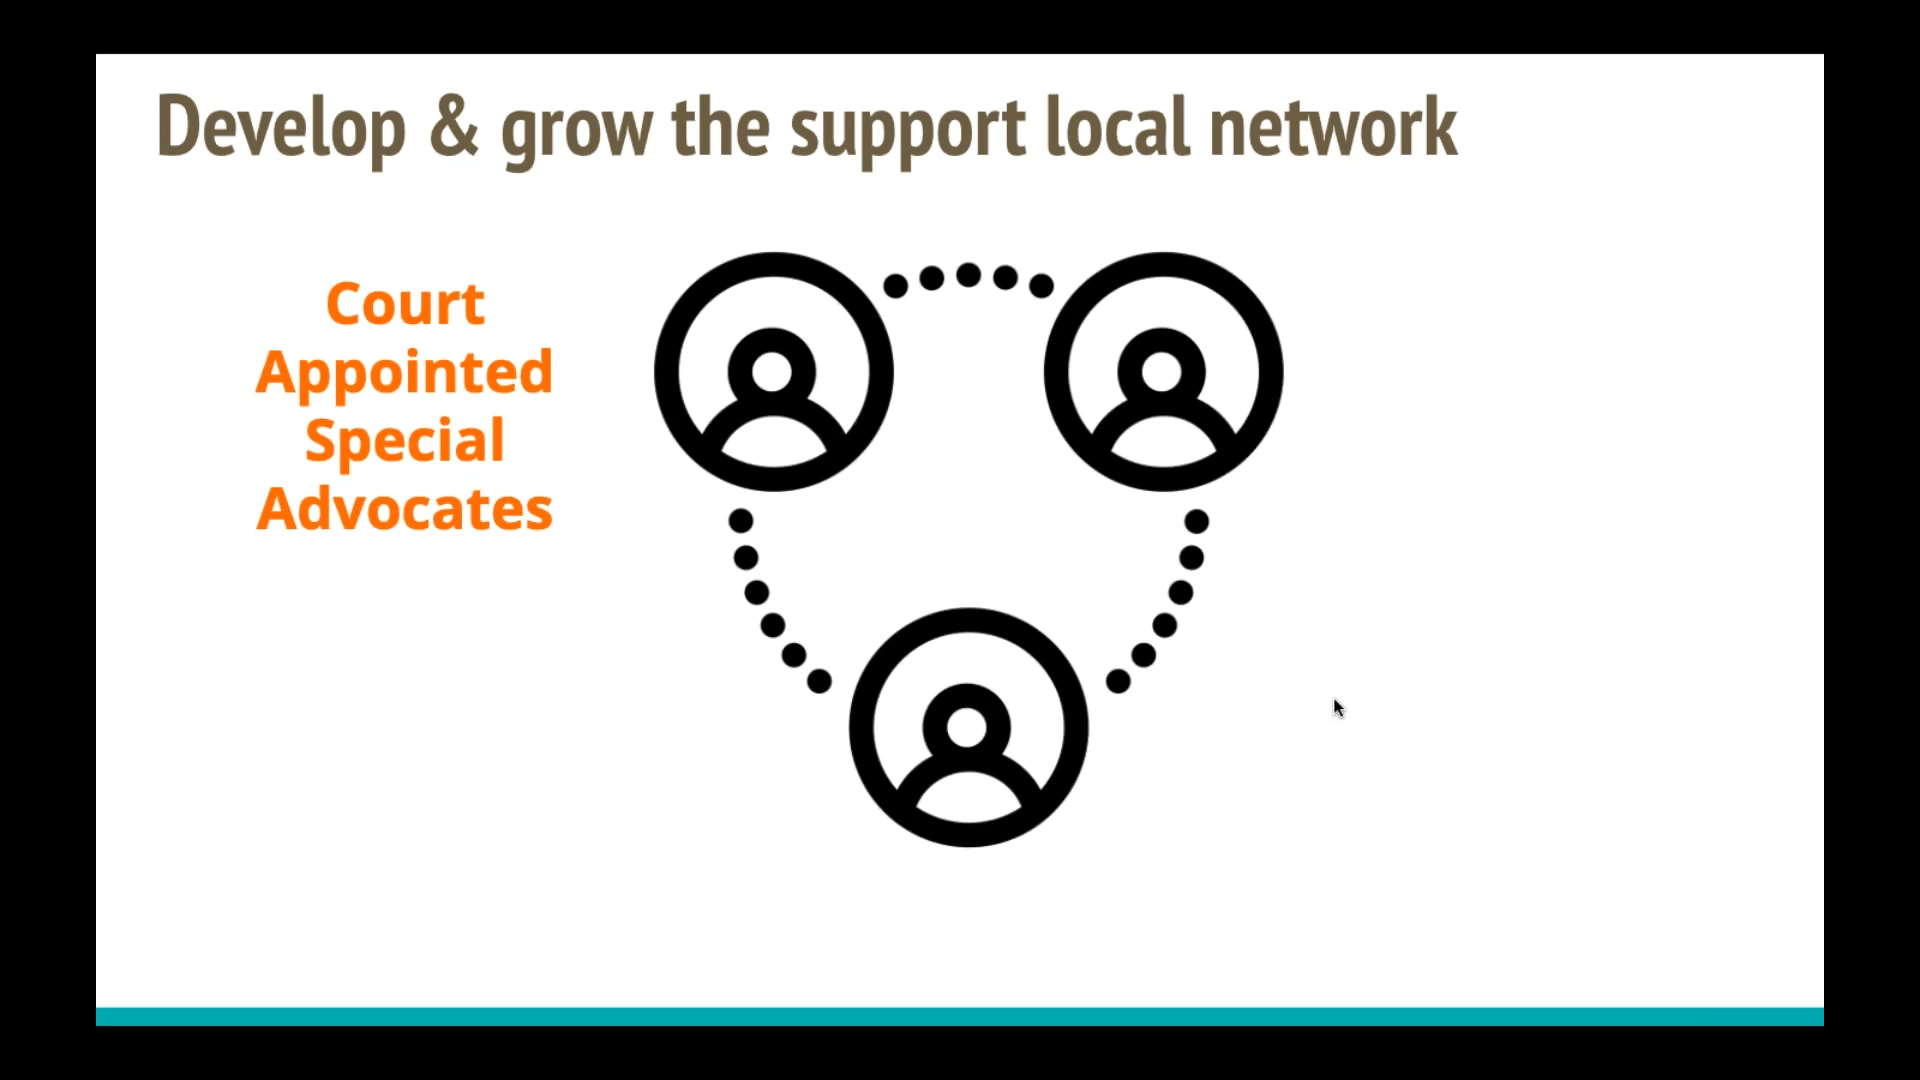 Develop & grow the support local network
Court
Appointed
Special
Advocates